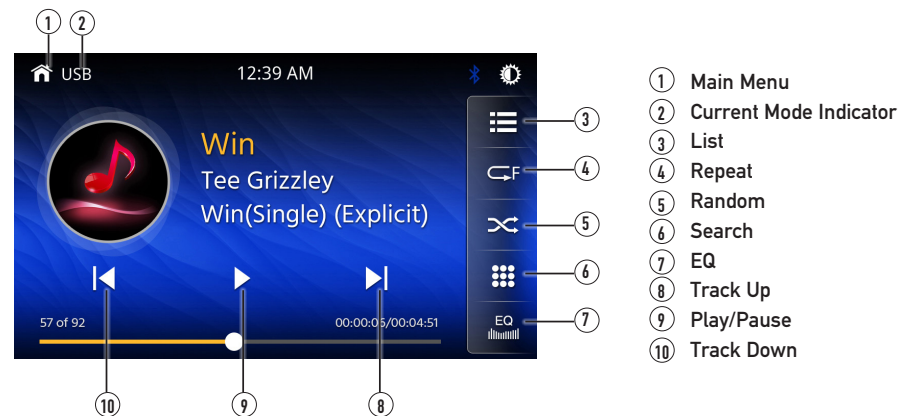 1 2
USB 12:39 AM
Win
Tee Grizzley
Win(Single) (Explicit)
F
57 of 92 00:00:05/00:04:51
EQ
3
4
5
6
7
10 9 8
1 Main Menu
2 Current Mode Indicator
3 List
4 Repeat
5 Random
6 Search
7 EQ
8 Track Up
9 Play/Pause
10 Track Down